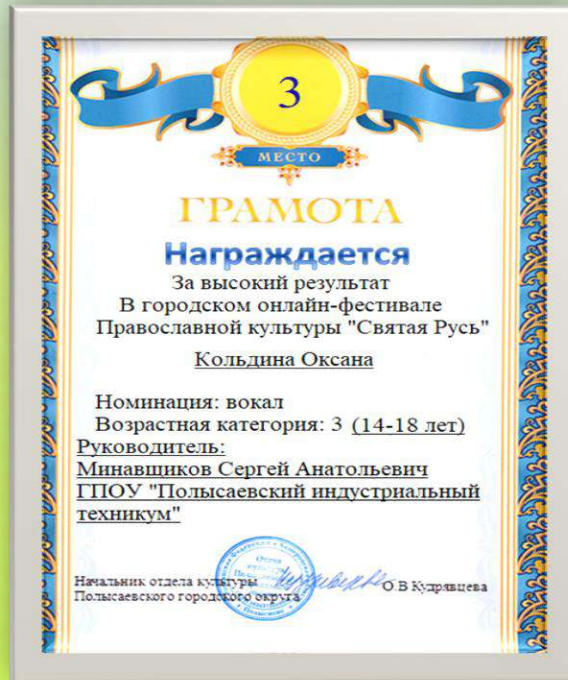 3
МЕСТО
ГРАМОТА
Награждается
За высокий результат
В городском онлайн-фестивале
Православной культуры "Святая Русь"
Кольдина Оксана
Номинация: вокал
Возрастная категория: 3 (14-18 лет)
Руководитель:
Минавщиков Сергей Анатольевич
ГПОУ "Полысаевский индустриальный
техникум"
Начальник отдела культуры О.В Кудрявцева
Полысаевского городского округа